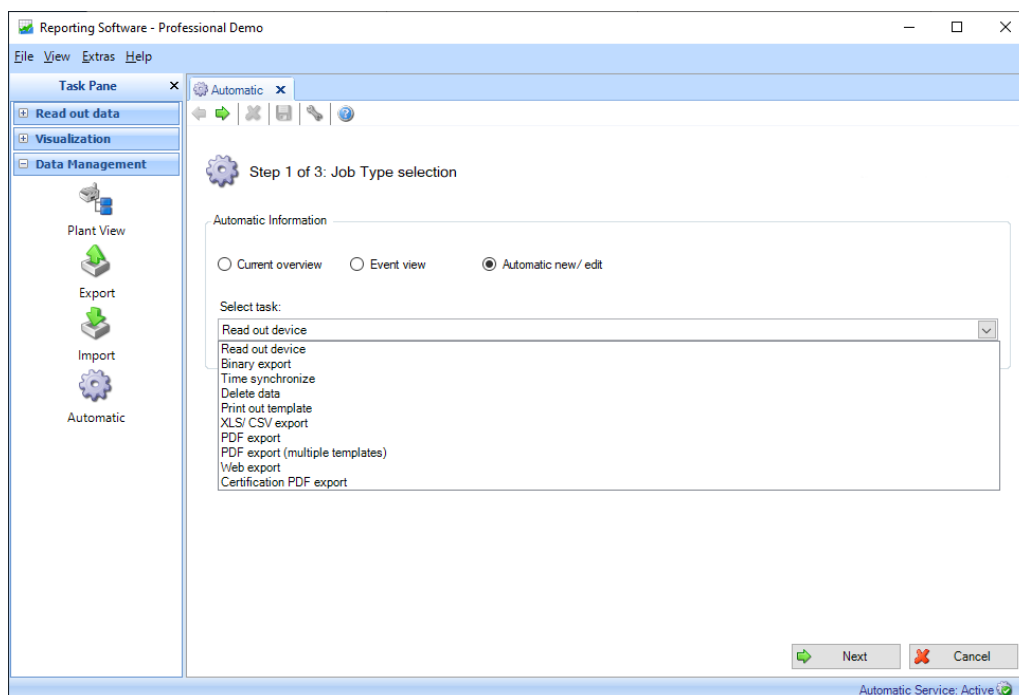 Reporting Software - Professional Demo
File View Extras Help
Task Pane
Automatic
Read out data
Visualization
Data Management
Plant View
Export
Import
Automatic
Step 1 of 3: Job Type selection
Automatic Information
Current overview
Event view
Automatic new/ edit
Select task:
Read out device
Read out device
Binary export
Time synchronize
Delete data
Print out template
XLS/ CSV export
PDF export
PDF export (multiple templates)
Web export
Certification PDF export
Next
Cancel
Automatic Service: Active